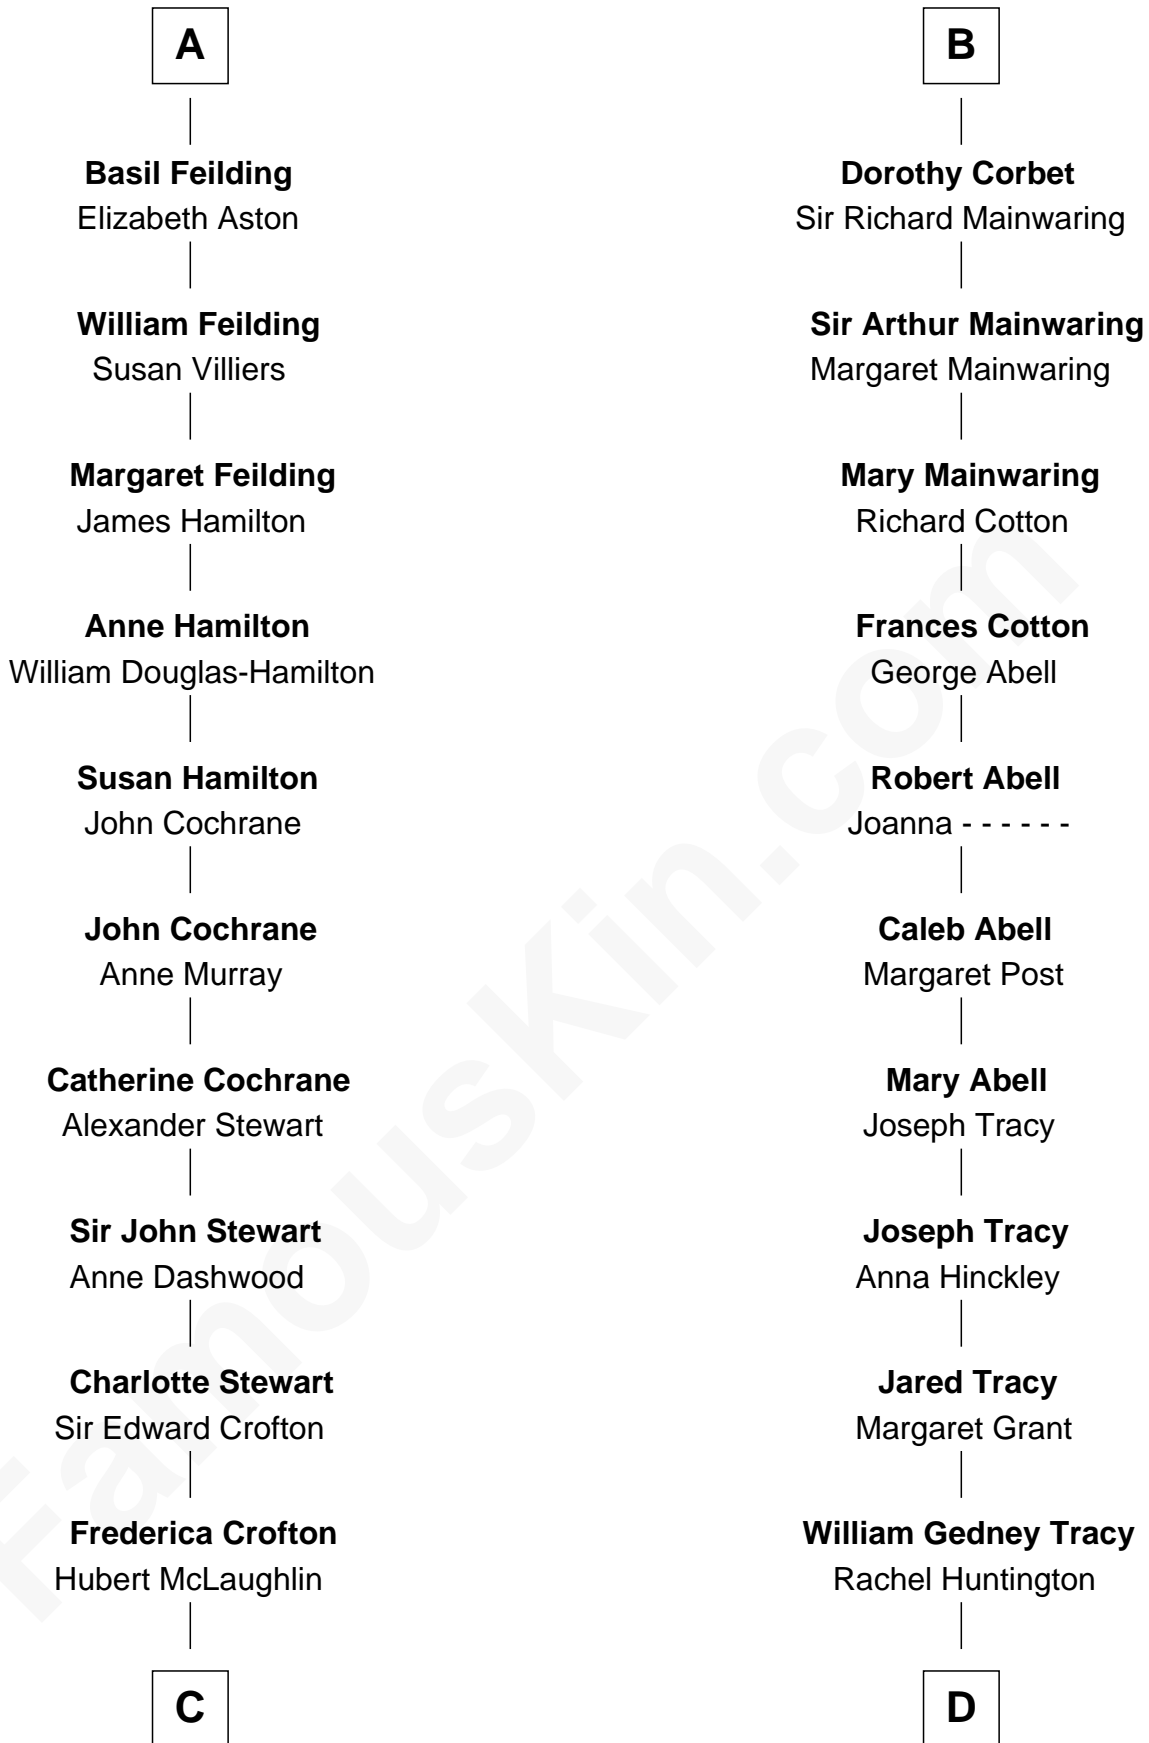 A
Basil Feilding
Elizabeth Aston
William Feilding
Susan Villiers
Margaret Feilding
James Hamilton
Anne Hamilton
William Douglas-Hamilton
Susan Hamilton
John Cochrane
John Cochrane
Anne Murray
Catherine Cochrane
Alexander Stewart
Sir John Stewart
Anne Dashwood
Charlotte Stewart
Sir Edward Crofton
Frederica Crofton
Hubert McLaughlin
C
B
Dorothy Corbet
Sir Richard Mainwaring
Sir Arthur Mainwaring
Margaret Mainwaring
Mary Mainwaring
Richard Cotton
Frances Cotton
George Abell
Robert Abell
Joanna - - - - - -
Caleb Abell
Margaret Post
Mary Abell
Joseph Tracy
Joseph Tracy
Anna Hinckley
Jared Tracy
Margaret Grant
William Gedney Tracy
Rachel Huntington
D
FamousKin.com